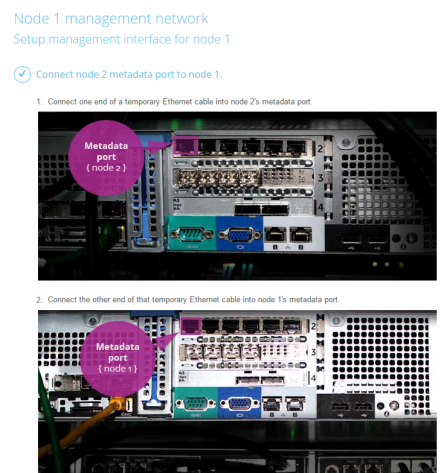 Node 1 management network
Setup management interface for node 1
Connect node 2 metadata port to node 1.
1. Connect one end of a temporary Ethernet cable into node 2's metadata port.
Metadata
port
{ node 2 }
2
3
4
2. Connect the other end of that temporary Ethernet cable into node 1's metadata port.
Metadata
port
{ node 1 }
2
3
4